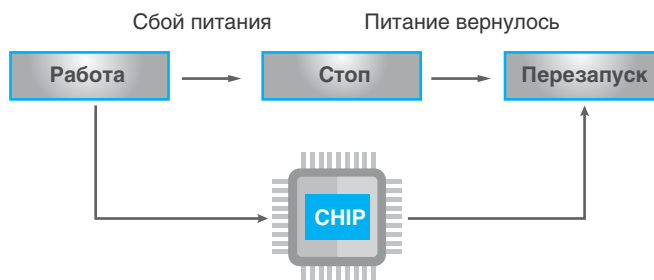 Сбой питания
Питание вернулось
Работа
Стоп
Перезапуск
CHIP